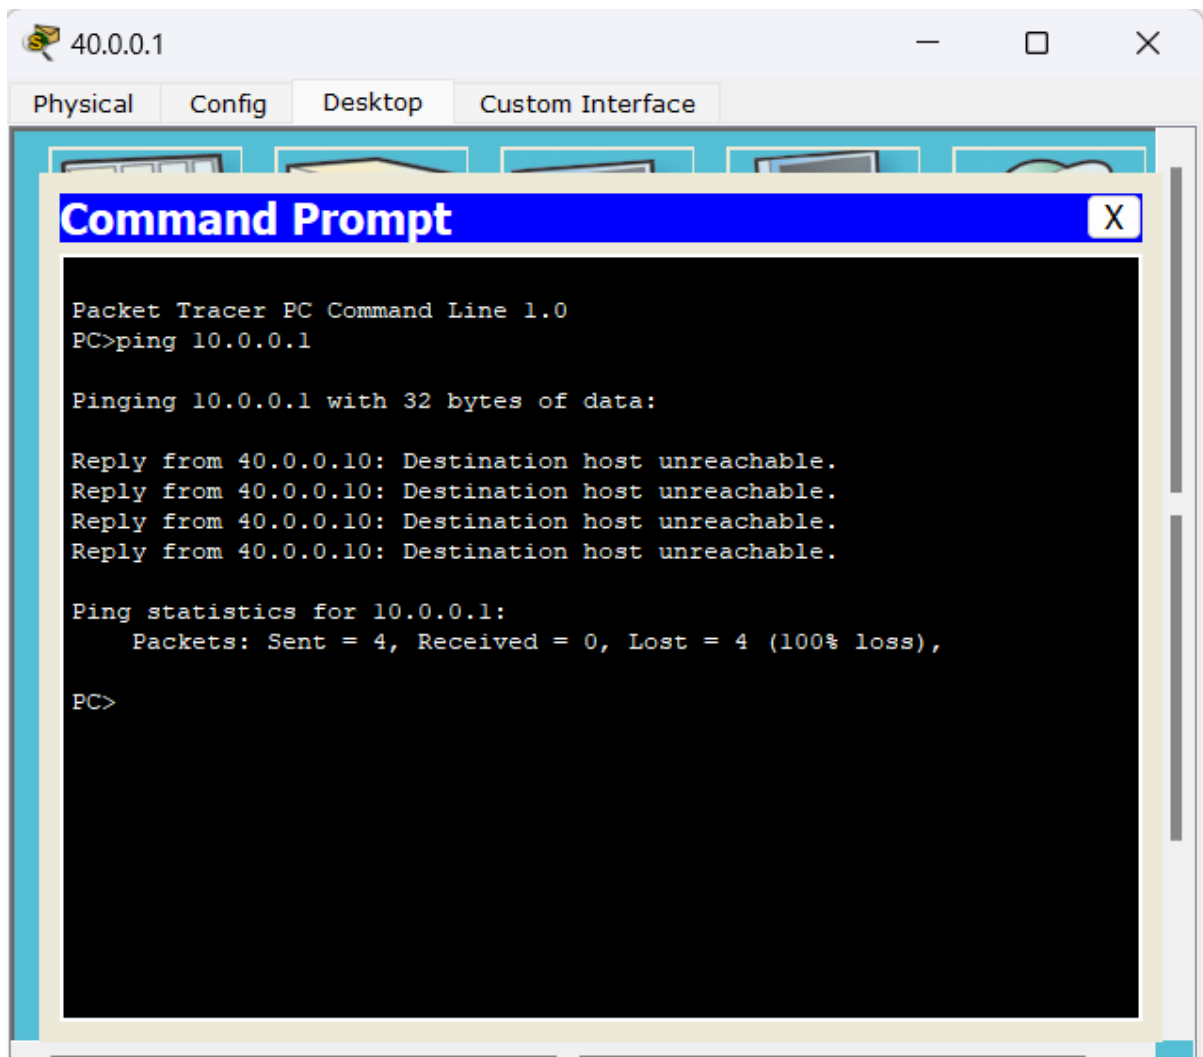 40.0.0.1
Physical Config Desktop Custom Interface
Command Prompt X
Packet Tracer PC Command Line 1.0
PC>ping 10.0.0.1
Pinging 10.0.0.1 with 32 bytes of data:
Reply from 40.0.0.10: Destination host unreachable.
Reply from 40.0.0.10: Destination host unreachable.
Reply from 40.0.0.10: Destination host unreachable.
Reply from 40.0.0.10: Destination host unreachable.
Ping statistics for 10.0.0.1:
    Packets: Sent = 4, Received = 0, Lost = 4 (100% loss),
PC>